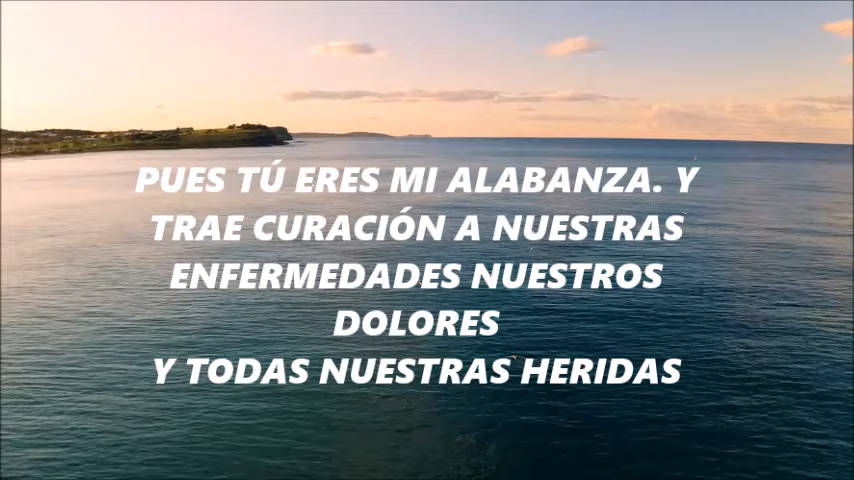 PUES TÚ ERES MI ALABANZA. Y
TRAE CURACIÓN A NUESTRAS
ENFERMEDADES NUESTROS
DOLORES
Y TODAS NUESTRAS HERIDAS